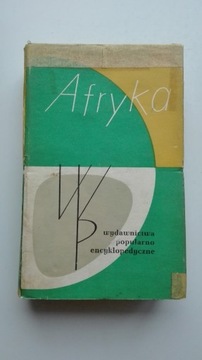 Afryka
Wp
wydawnictwa
popularno
encyklopedyczne